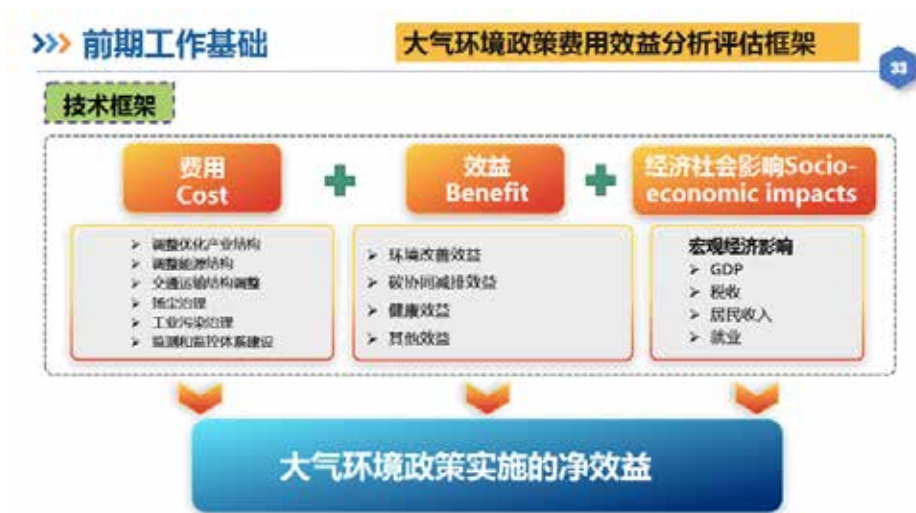 前期工作基础
大气环境政策费用效益分析评估框架
33
技术框架
费用
Cost
效益
Benefit
经济社会影响Socio-
economic impacts
调整优化产业结构
调整能源结构
交通运输结构调整
扬尘治理
工业污染治理
监测和监控体系建设
环境改善效益
碳协同减排效益
健康效益
其他效益
宏观经济影响
GDP
税收
居民收入
就业
大气环境政策实施的净效益